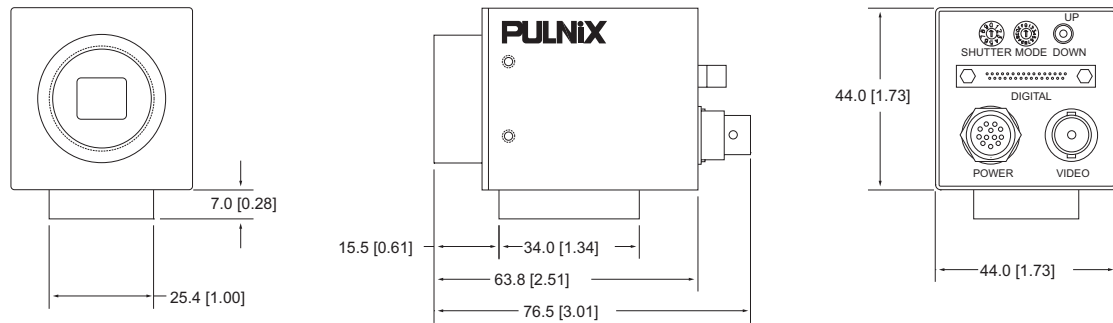 7.0 [0.28]
25.4 [1.00]
PULNiX
15.5 [0.61]
34.0 [1.34]
63.8 [2.51]
76.5 [3.01]
44.0 [1.73]
UP
SHUTTER MODE DOWN
DIGITAL
POWER VIDEO
44.0 [1.73]